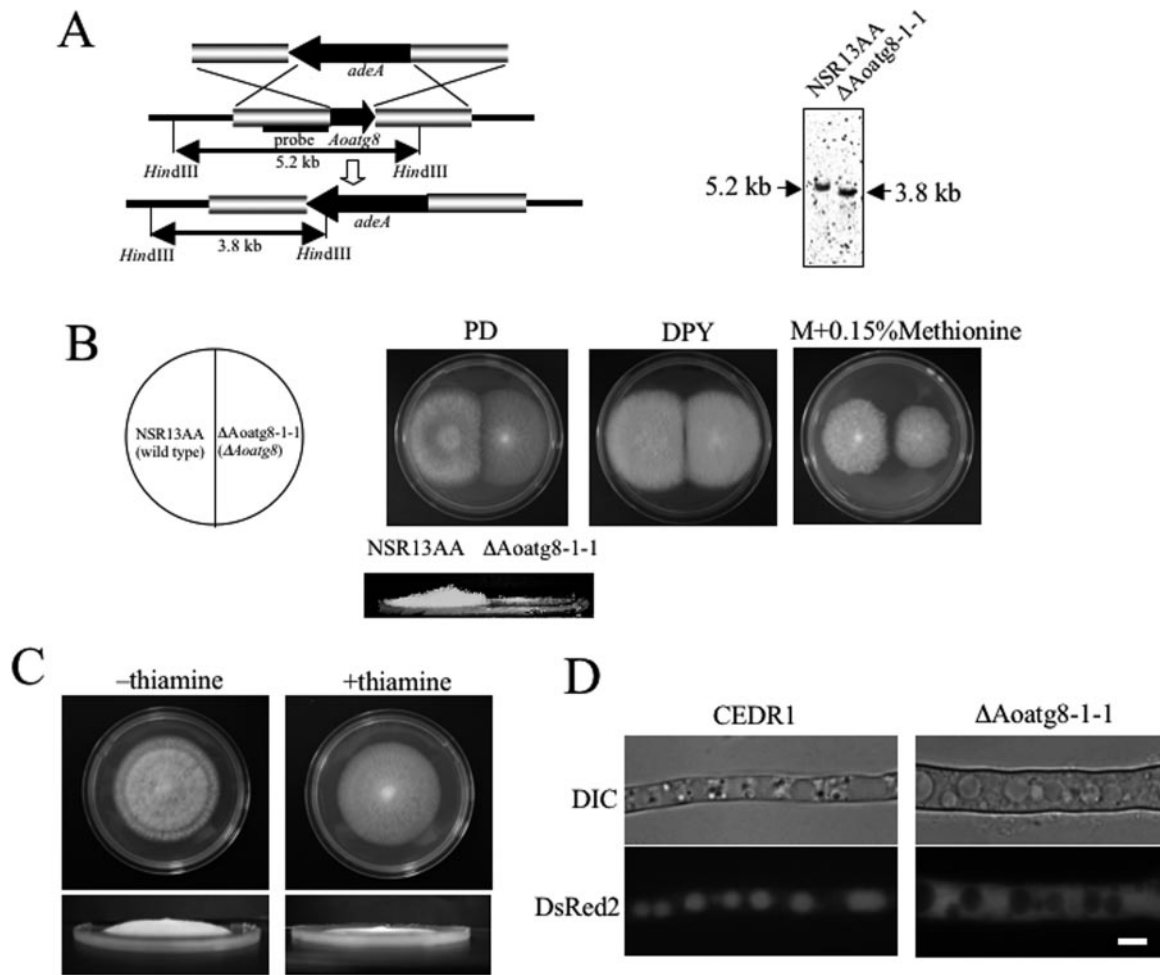 A
adeA
probe
Aoatg8
5.2 kb
HindIII
HindIII
adeA
3.8 kb
HindIII
HindIII
NSR13AA
ΔAoatg8-1-1
5.2 kb
3.8 kb
B
NSR13AA
(wild type)
ΔAoatg8-1-1
(ΔAoatg8)
PD
DPY
M+0.15%Methionine
NSR13AA
ΔAoatg8-1-1
C
–thiamine
+thiamine
D
CEDR1
ΔAoatg8-1-1
DIC
DsRed2